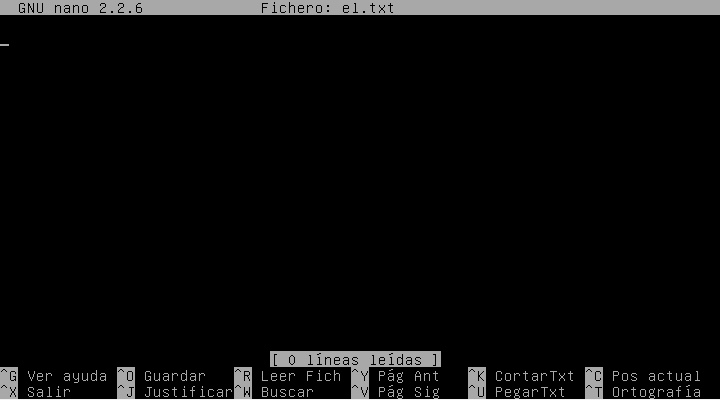 GNU nano 2.2.6 Fichero: el.txt
[ 0 líneas leídas ]
^G Ver ayuda ^O Guardar ^R Leer Fich ^Y Pág Ant ^K CortarTxt ^C Pos actual
^X Salir ^J Justificar ^W Buscar ^V Pág Sig ^U PegarTxt ^T Ortografía